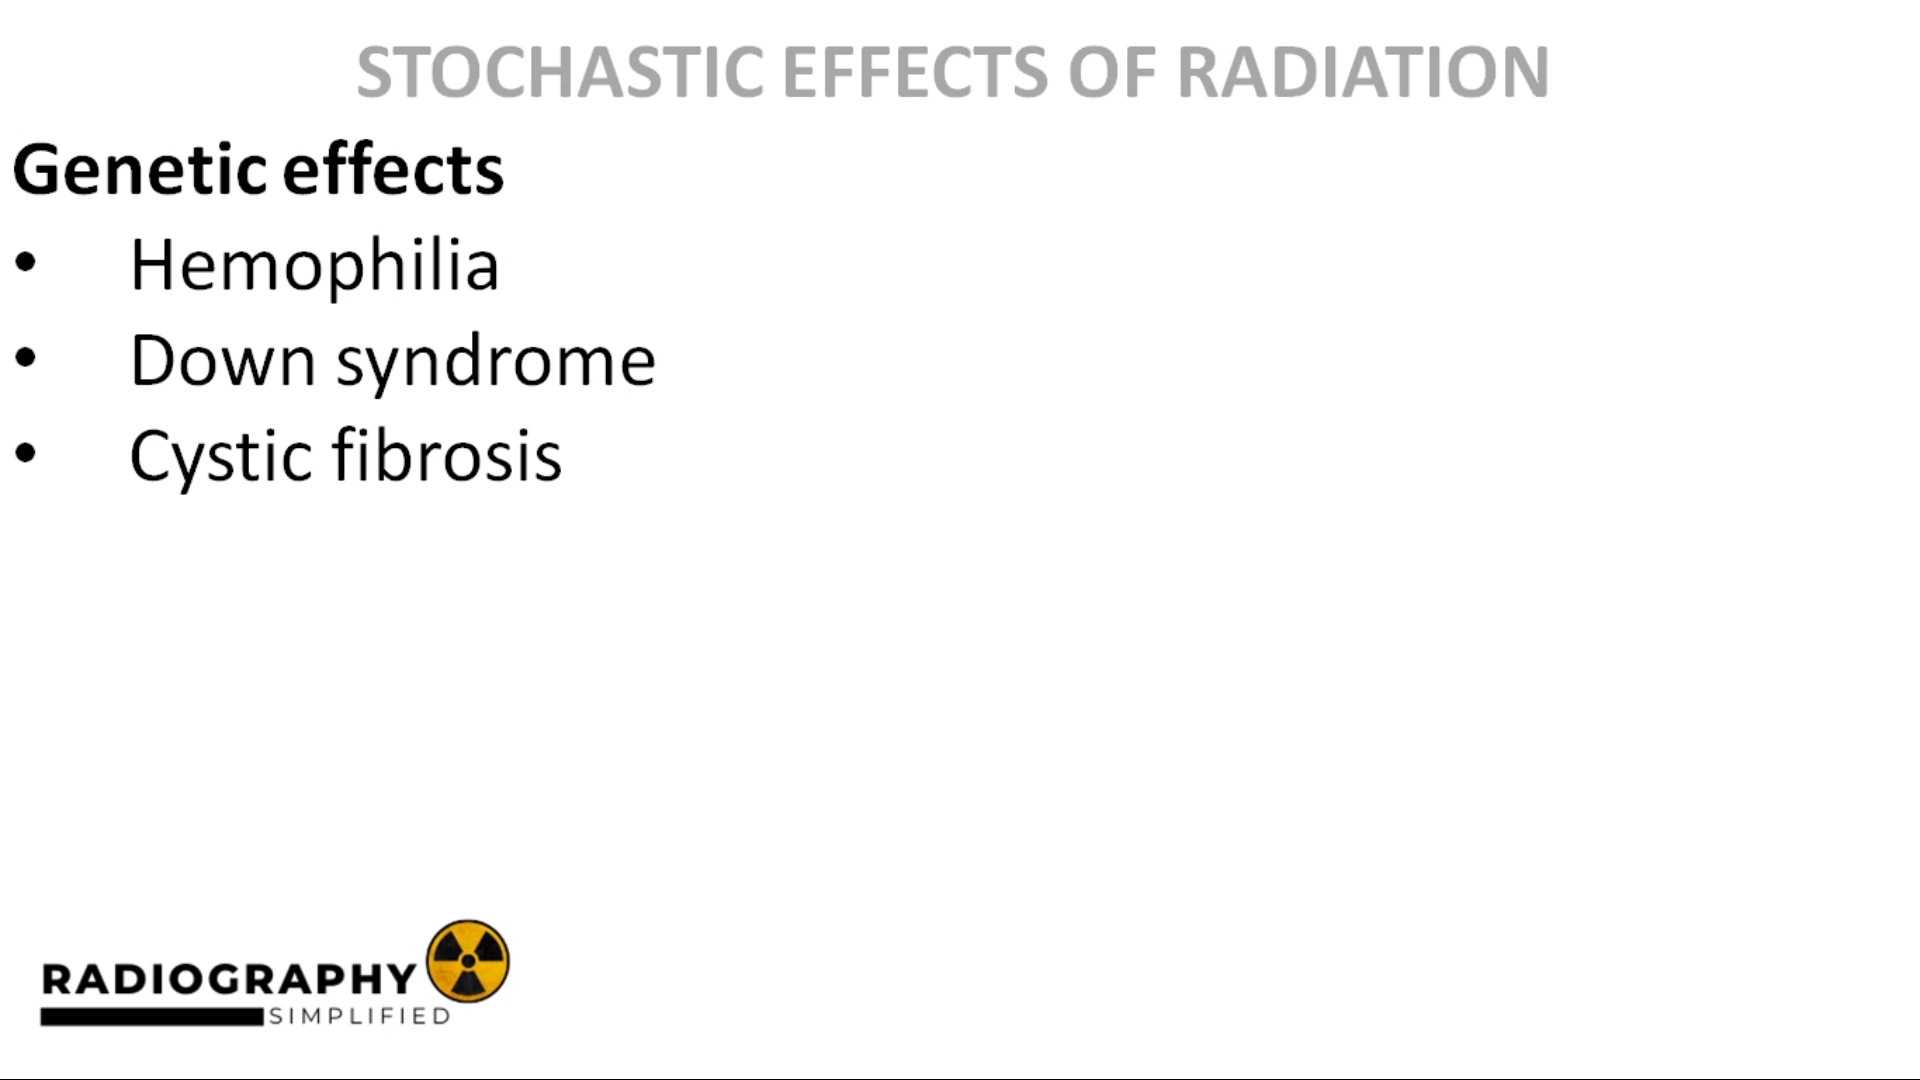 STOCHASTIC EFFECTS OF RADIATION
Genetic effects
• Hemophilia
• Down syndrome
• Cystic fibrosis
RADIOGRAPHY
SIMPLIFIED